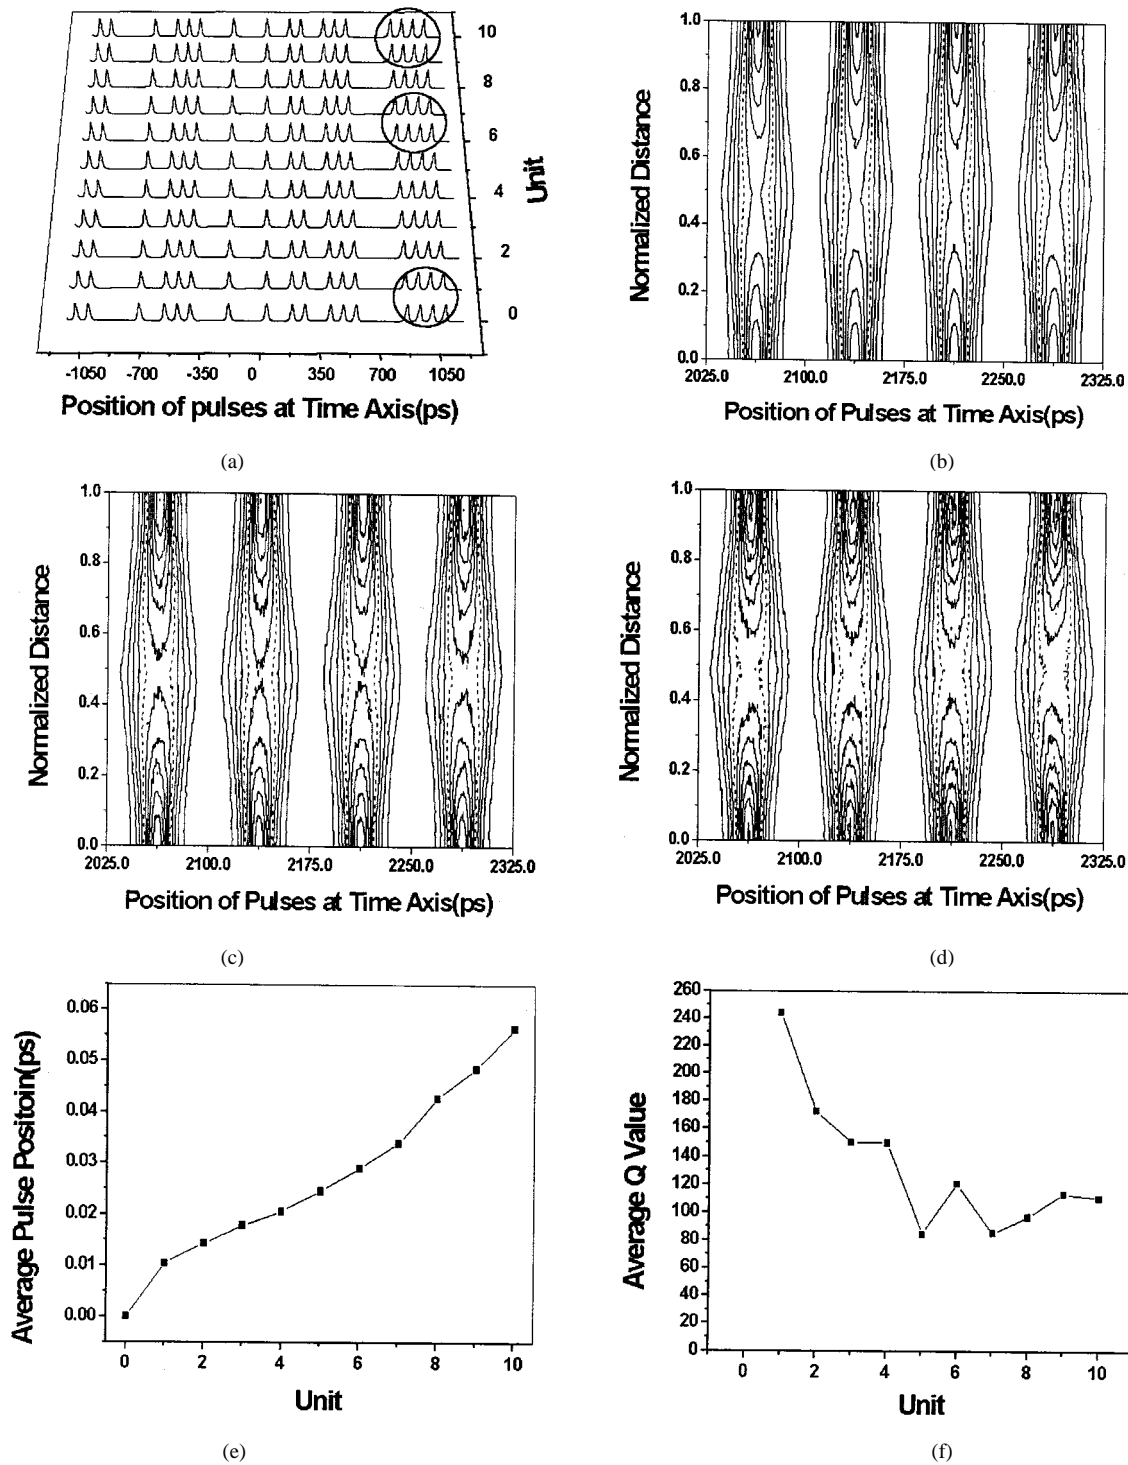 10
8
6
4
2
0
Unit
-1050 -700 -350 0 350 700 1050
Position of pulses at Time Axis(ps)
(a)
1.0
0.8
0.6
0.4
0.2
0.0
Normalized Distance
2025.0 2100.0 2175.0 2250.0 2325.0
Position of Pulses at Time Axis(ps)
(b)
1.0
0.8
0.6
0.4
0.2
0.0
Normalized Distance
2025.0 2100.0 2175.0 2250.0 2325.0
Position of Pulses at Time Axis(ps)
(c)
1.0
0.8
0.6
0.4
0.2
0.0
Normalized Distance
2025.0 2100.0 2175.0 2250.0 2325.0
Position of Pulses at Time Axis(ps)
(d)
0.06
0.05
0.04
0.03
0.02
0.01
0.00
Average Pulse Positoin(ps)
0 2 4 6 8 10
Unit
(e)
260
240
220
200
180
160
140
120
100
80
60
40
20
0
Average Q Value
0 2 4 6 8 10
Unit
(f)